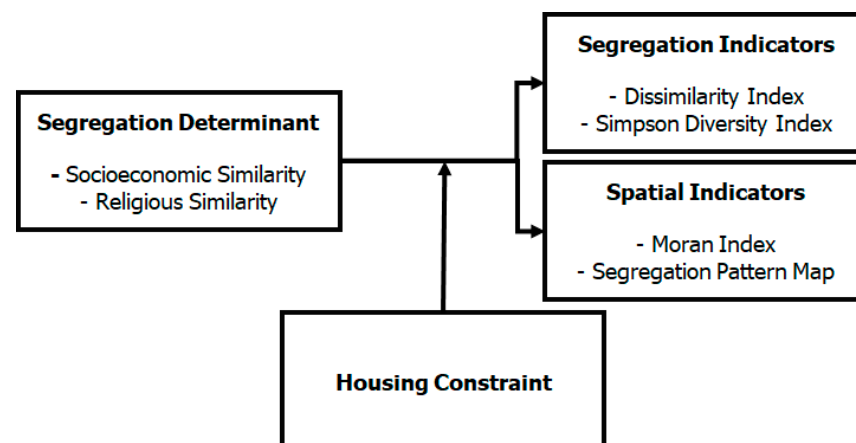 Segregation Determinant
- Socioeconomic Similarity
- Religious Similarity
Segregation Indicators
- Dissimilarity Index
- Simpson Diversity Index
Spatial Indicators
- Moran Index
- Segregation Pattern Map
Housing Constraint